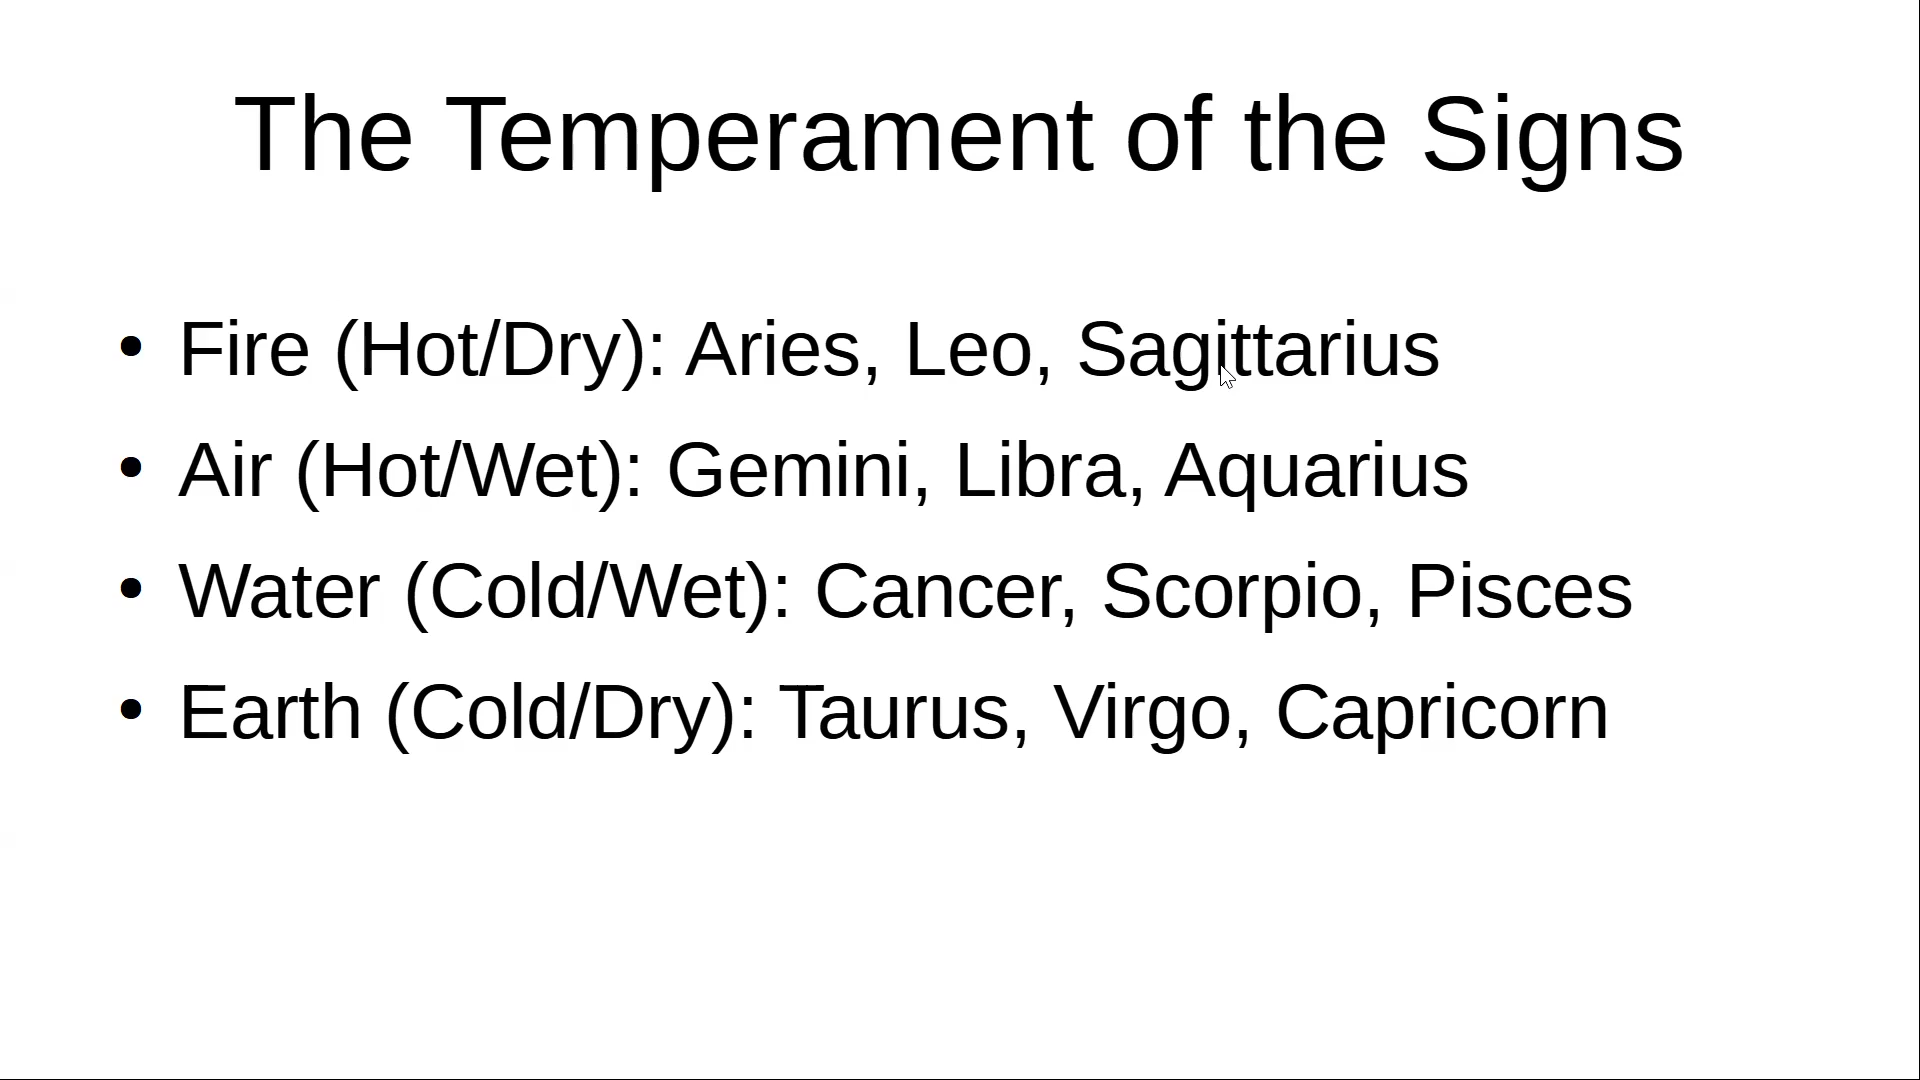 The Temperament of the Signs
• Fire (Hot/Dry): Aries, Leo, Sagittarius
• Air (Hot/Wet): Gemini, Libra, Aquarius
• Water (Cold/Wet): Cancer, Scorpio, Pisces
• Earth (Cold/Dry): Taurus, Virgo, Capricorn